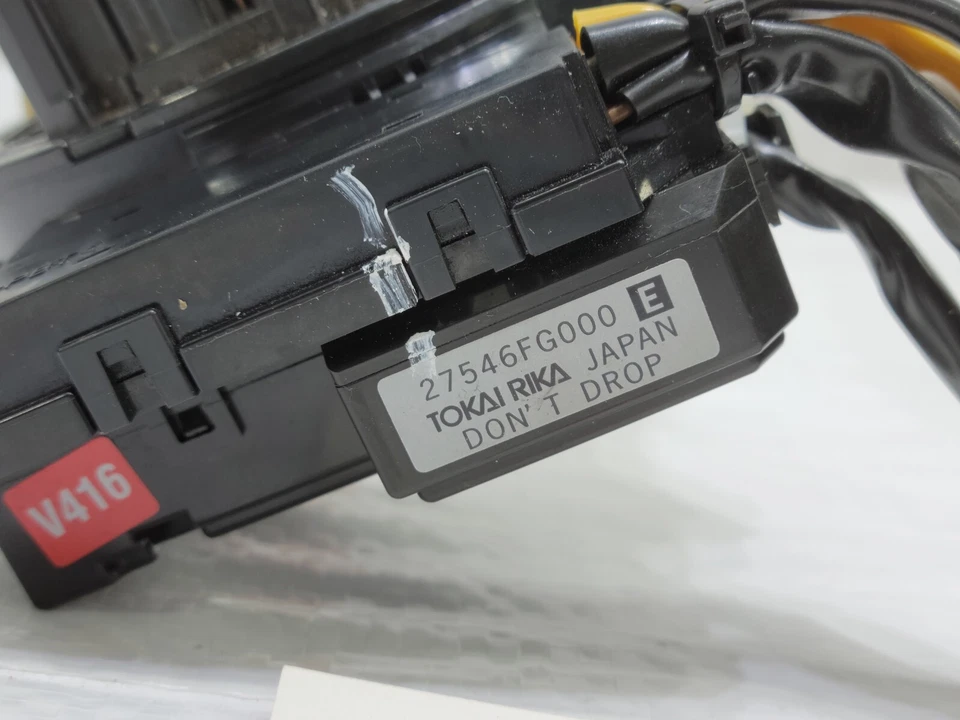 27546FG000 E
TOKAI RIKA JAPAN
DON'T DROP
V416